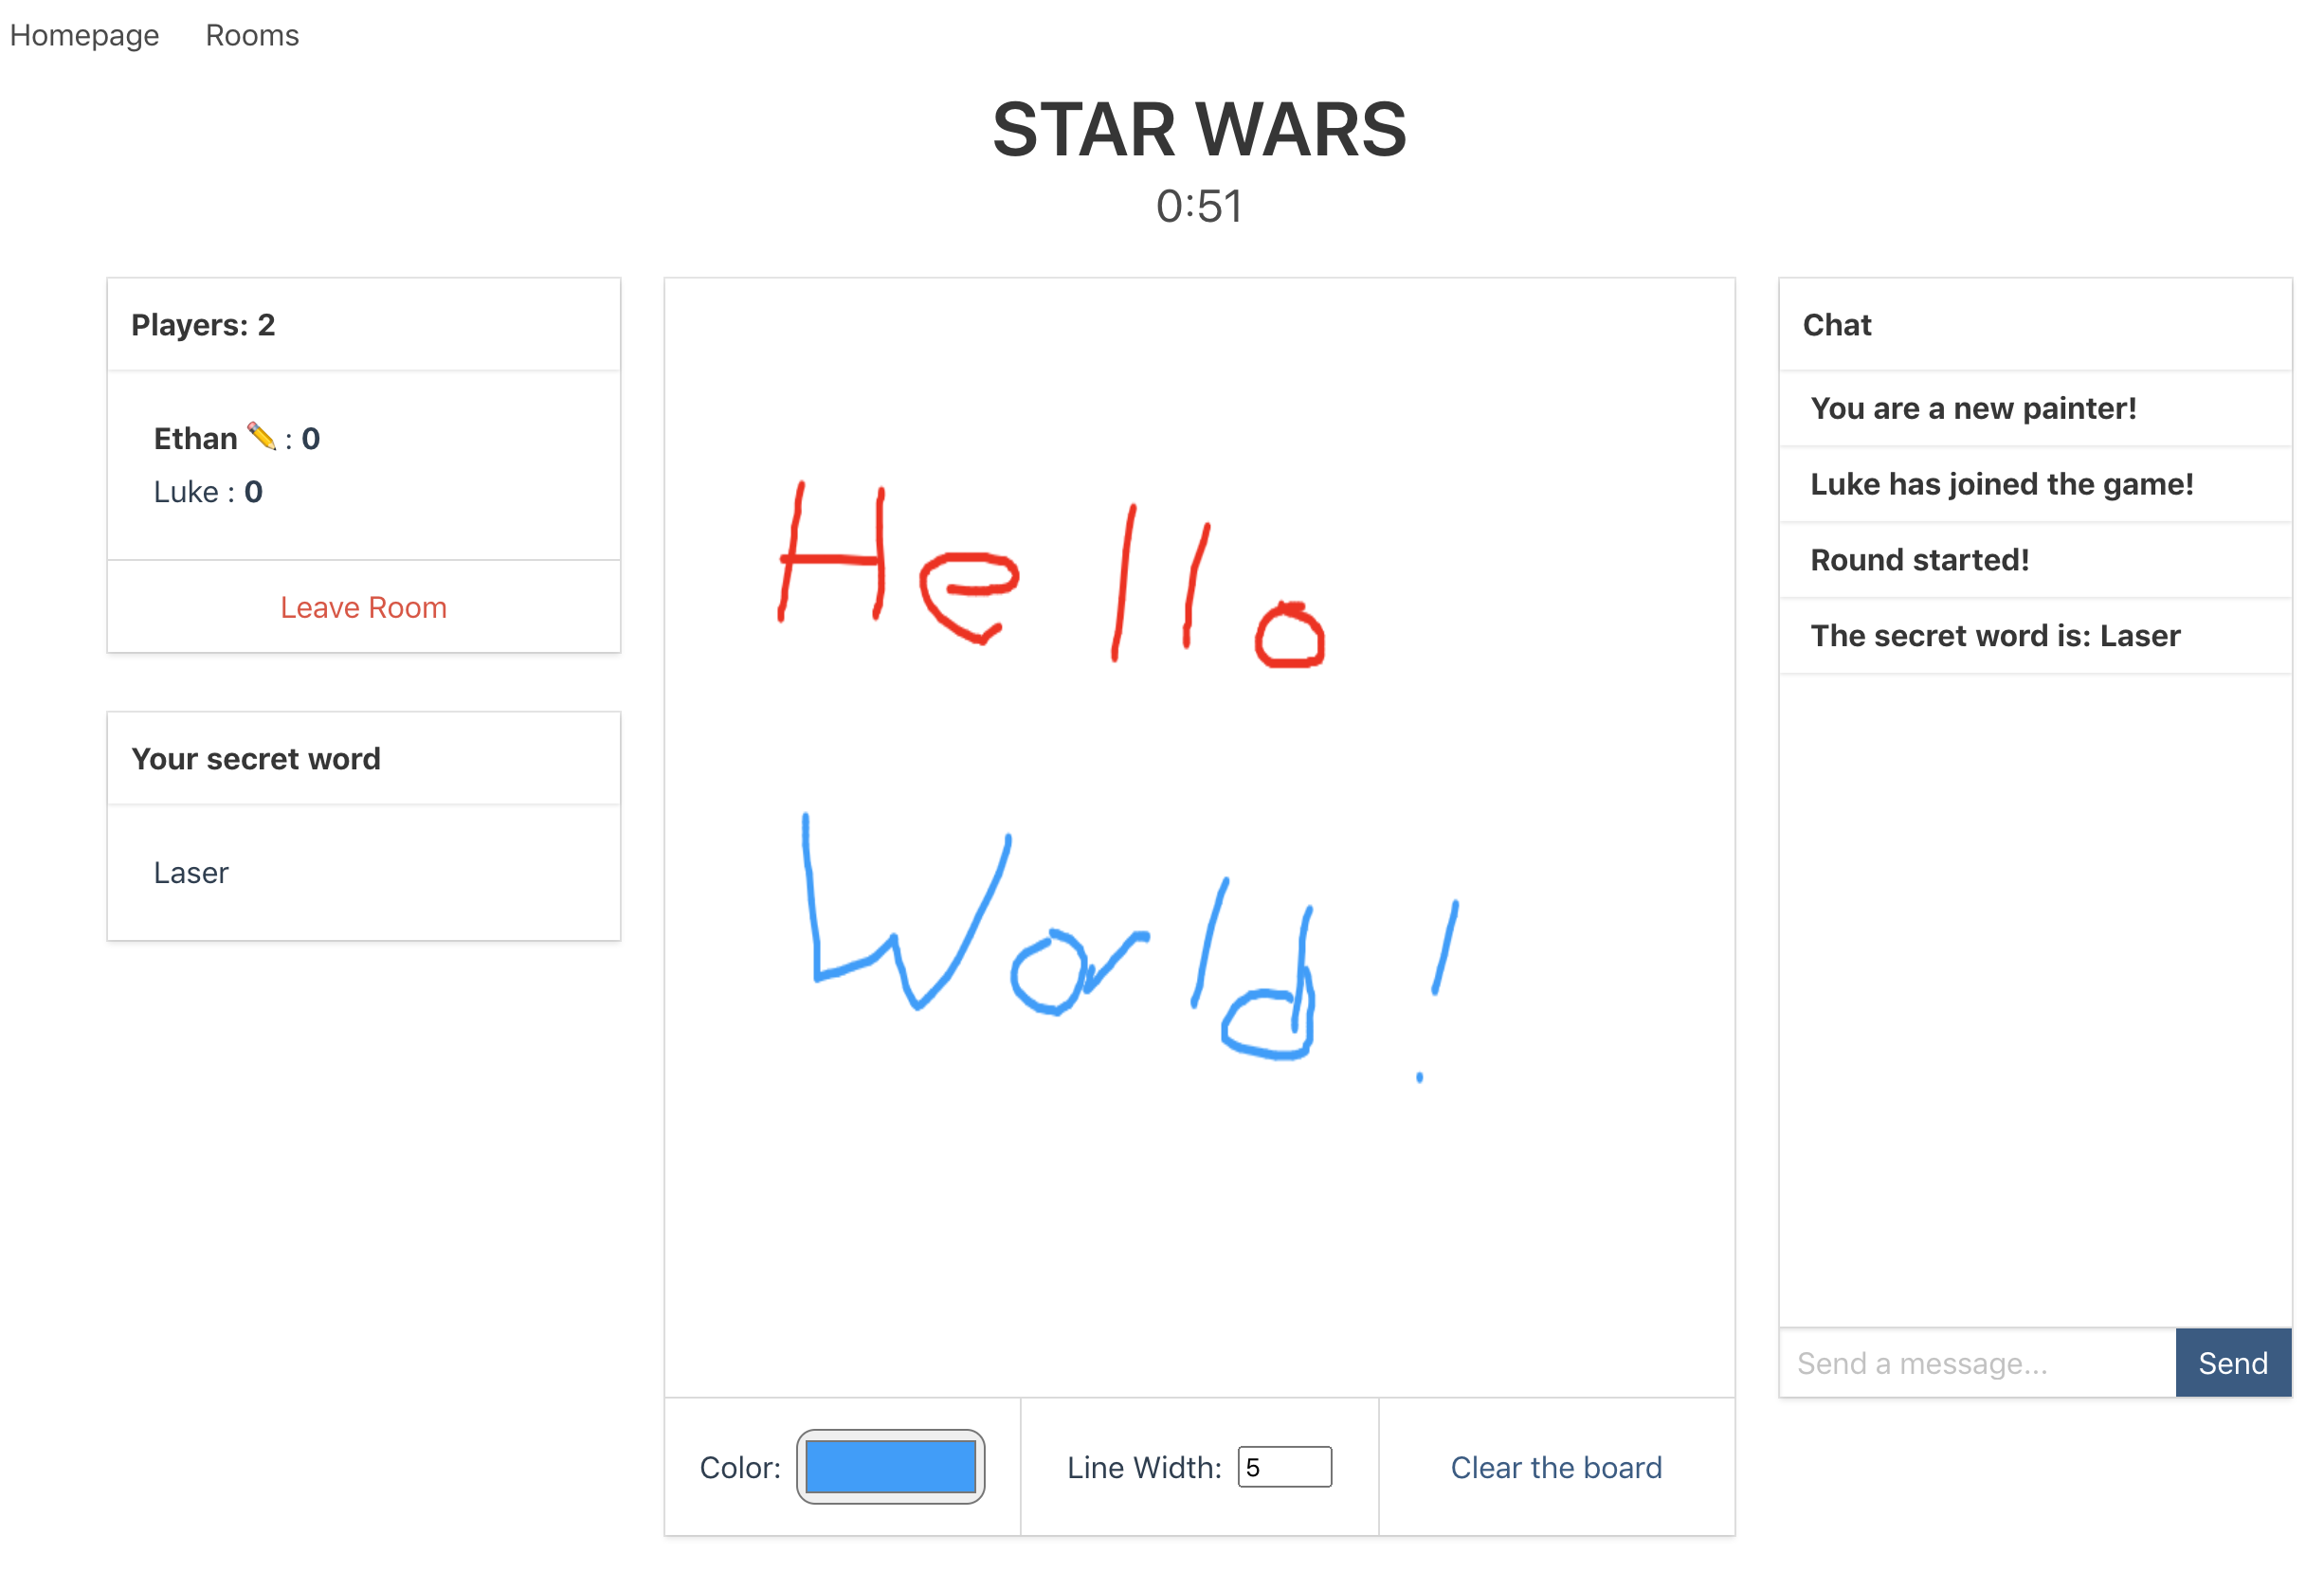 Homepage Rooms
STAR WARS
0:51
Players: 2
Ethan ✏️ : 0
Luke : 0
Leave Room
Your secret word
Laser
Hello
World!
Color:
Line Width: 5
Clear the board
Chat
You are a new painter!
Luke has joined the game!
Round started!
The secret word is: Laser
Send a message...
Send